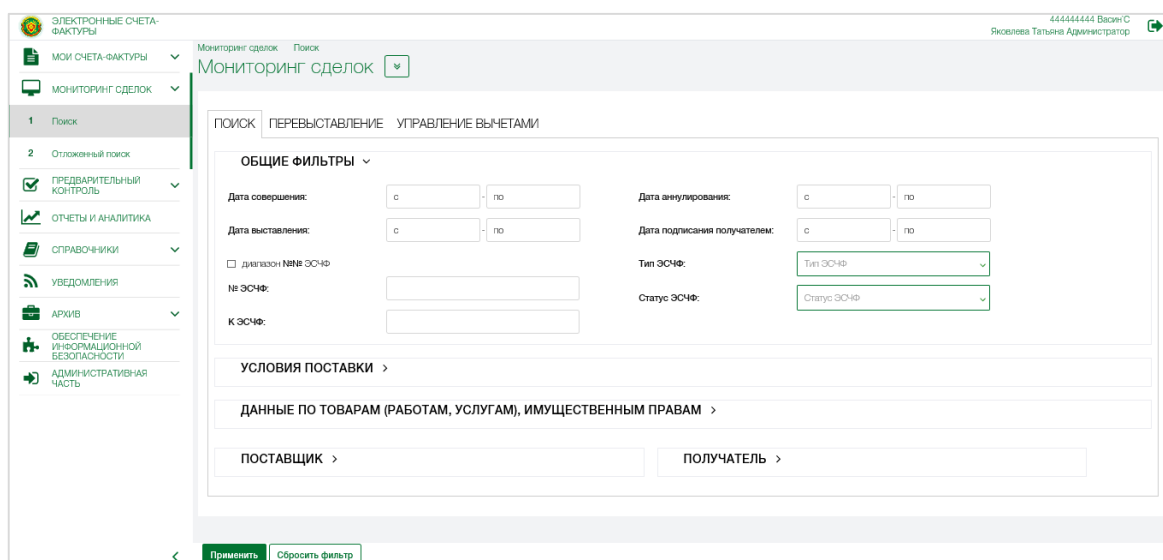 ЭЛЕКТРОННЫЕ СЧЕТА-
ФАКТУРЫ
444444444 Васин'С
Яковлева Татьяна Администратор
МОИ СЧЕТА-ФАКТУРЫ
МОНИТОРИНГ СДЕЛОК
1 Поиск
2 Отложенный поиск
ПРЕДВАРИТЕЛЬНЫЙ
КОНТРОЛЬ
ОТЧЕТЫ И АНАЛИТИКА
СПРАВОЧНИКИ
УВЕДОМЛЕНИЯ
АРХИВ
ОБЕСПЕЧЕНИЕ
ИНФОРМАЦИОННОЙ
БЕЗОПАСНОСТИ
АДМИНИСТРАТИВНАЯ
ЧАСТЬ
Мониторинг сделок Поиск
Мониторинг сделок
ПОИСК ПЕРЕВЫСТАВЛЕНИЕ УПРАВЛЕНИЕ ВЫЧЕТАМИ
ОБЩИЕ ФИЛЬТРЫ
Дата совершения: с - по
Дата аннулирования: с - по
Дата выставления: с - по
Дата подписания получателем: с - по
диапазон №№ ЭСЧФ
Тип ЭСЧФ: Тип ЭСЧФ
№ ЭСЧФ:
Статус ЭСЧФ: Статус ЭСЧФ
К ЭСЧФ:
УСЛОВИЯ ПОСТАВКИ >
ДАННЫЕ ПО ТОВАРАМ (РАБОТАМ, УСЛУГАМ), ИМУЩЕСТВЕННЫМ ПРАВАМ >
ПОСТАВЩИК >
ПОЛУЧАТЕЛЬ >
Применить Сбросить фильтр